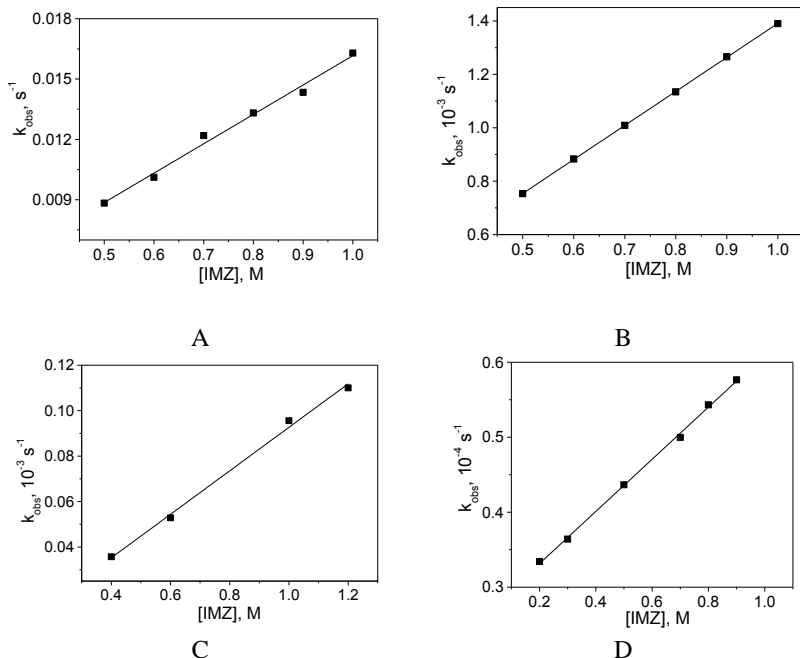 0.018
0.015
0.012
0.009
k_obs, s^-1
0.5 0.6 0.7 0.8 0.9 1.0
[IMZ], M
A
1.4
1.2
1.0
0.8
0.6
k_obs, 10^-3 s^-1
0.5 0.6 0.7 0.8 0.9 1.0
[IMZ], M
B
0.12
0.10
0.08
0.06
0.04
k_obs, 10^-3 s^-1
0.4 0.6 0.8 1.0 1.2
[IMZ], M
C
0.6
0.5
0.4
0.3
k_obs, 10^-4 s^-1
0.2 0.4 0.6 0.8 1.0
[IMZ], M
D